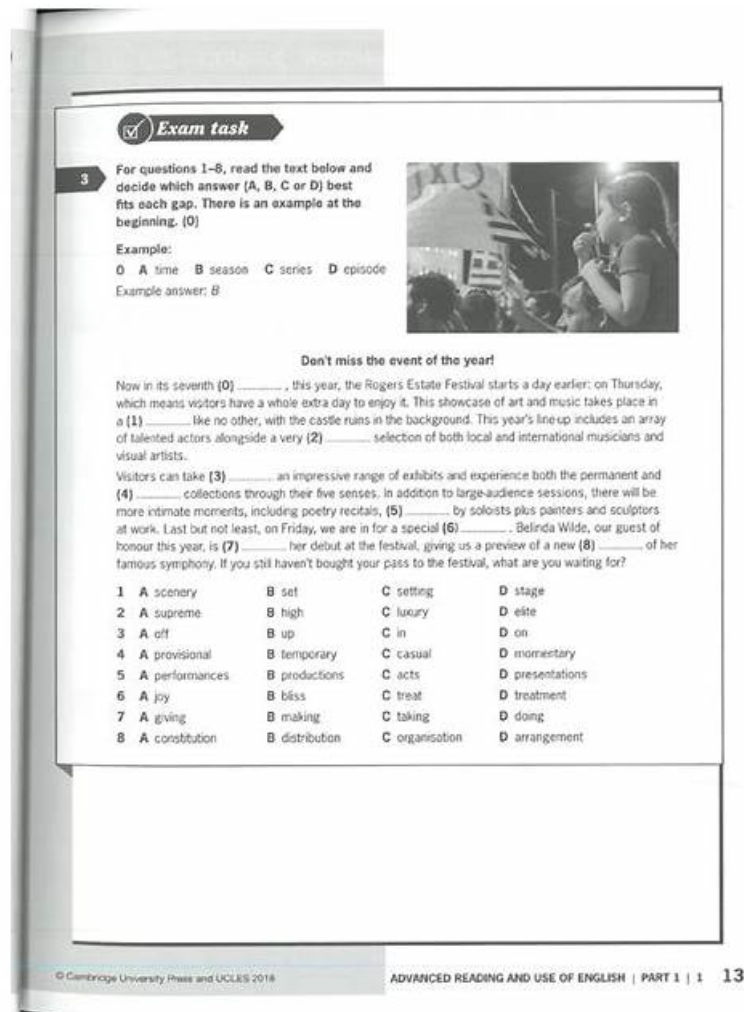 Exam task
3
For questions 1–8, read the text below and
decide which answer (A, B, C or D) best
fits each gap. There is an example at the
beginning. (0)
Example:
0 A time B season C series D episode
Example answer: B
OXI
Don't miss the event of the year!
Now in its seventh (0) ........... , this year, the Rogers Estate Festival starts a day earlier: on Thursday,
which means visitors have a whole extra day to enjoy it. This showcase of art and music takes place in
a (1) ........... like no other, with the castle ruins in the background. This year's line-up includes an array
of talented actors alongside a very (2) ........... selection of both local and international musicians and
visual artists.
Visitors can take (3) ........... an impressive range of exhibits and experience both the permanent and
(4) ........... collections through their five senses. In addition to large-audience sessions, there will be
more intimate moments, including poetry recitals, (5) ........... by soloists plus painters and sculptors
at work. Last but not least, on Friday, we are in for a special (6) ........... . Belinda Wilde, our guest of
honour this year, is (7) ........... her debut at the festival, giving us a preview of a new (8) ........... of her
famous symphony. If you still haven't bought your pass to the festival, what are you waiting for?
1 A scenery B set C setting D stage
2 A supreme B high C luxury D elite
3 A off B up C in D on
4 A provisional B temporary C casual D momentary
5 A performances B productions C acts D presentations
6 A joy B bliss C treat D treatment
7 A giving B making C taking D doing
8 A constitution B distribution C organisation D arrangement
© Cambridge University Press and UCLES 2018
ADVANCED READING AND USE OF ENGLISH | PART 1 | 1 13